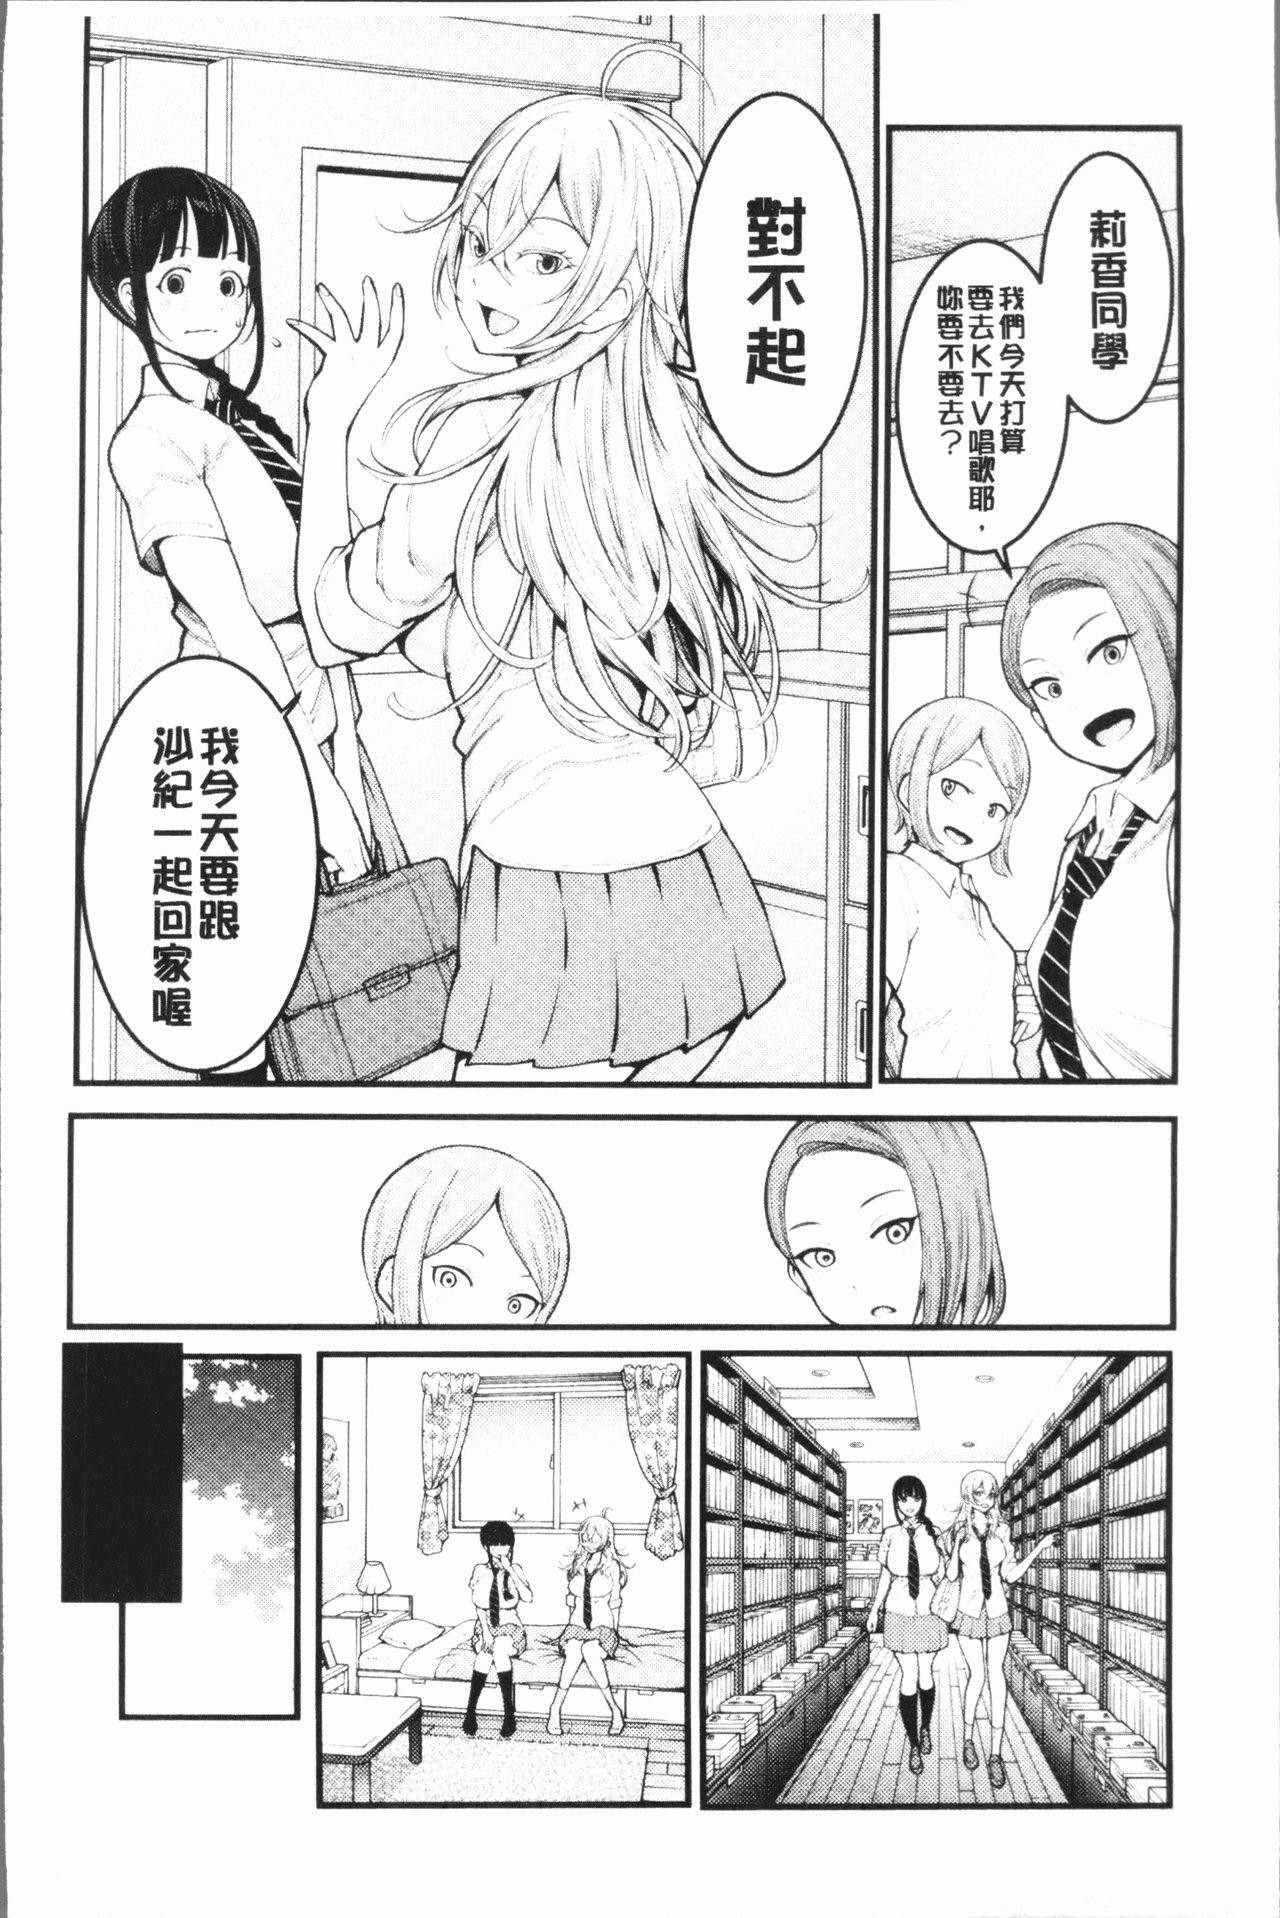 莉香同學
我們今天打算
要去KTV唱歌耶，
妳要不要去？
對不起
我今天要跟
沙紀一起回家喔